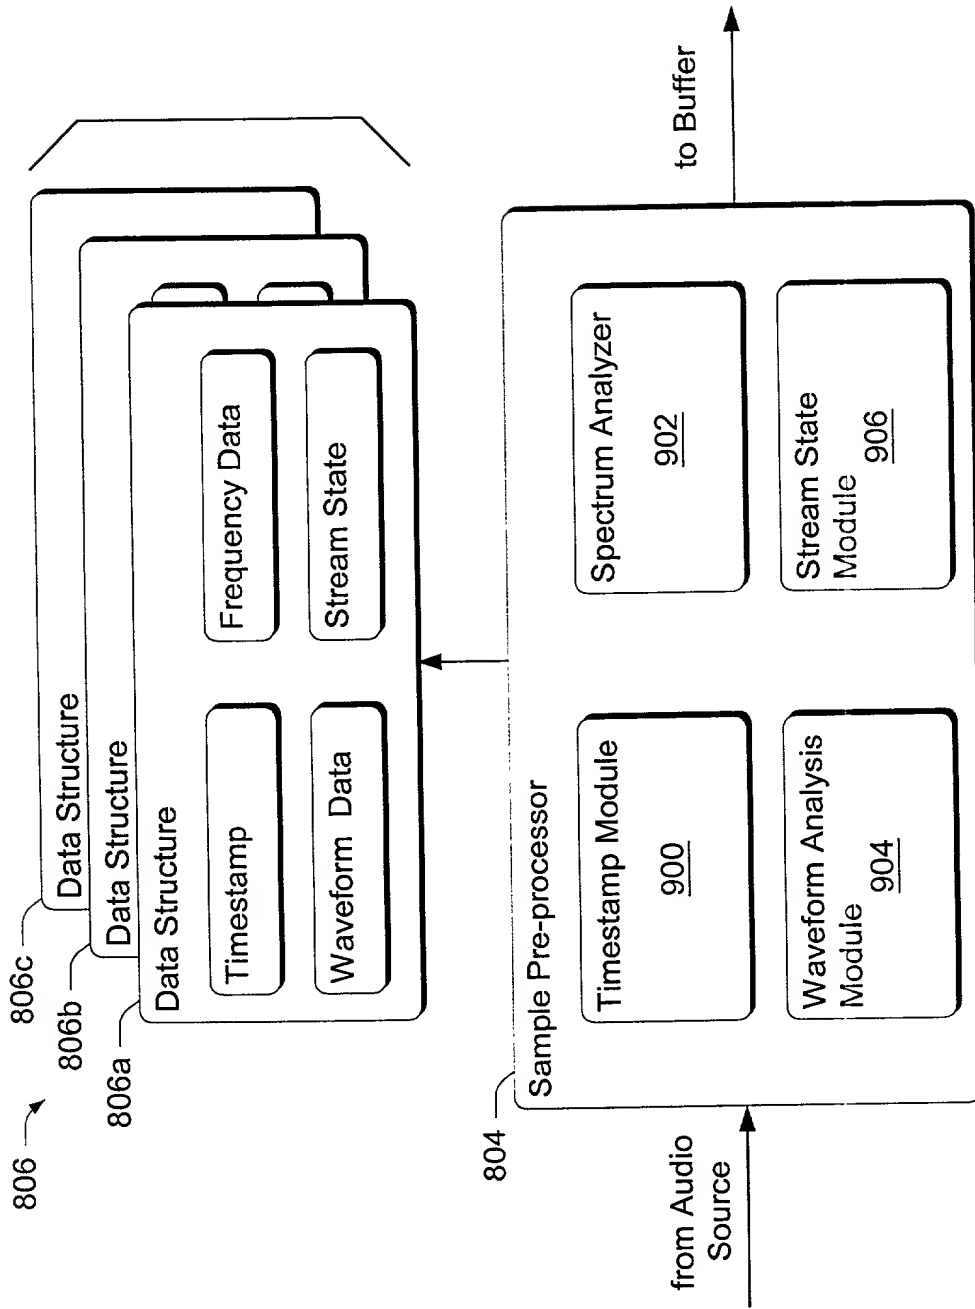 806
806c
Data Structure
806b
Data Structure
806a
Data Structure
Timestamp
Frequency Data
Waveform Data
Stream State
804
Sample Pre-processor
Timestamp Module
900
Spectrum Analyzer
902
Waveform Analysis
Module
904
Stream State
Module
906
from Audio
Source
to Buffer